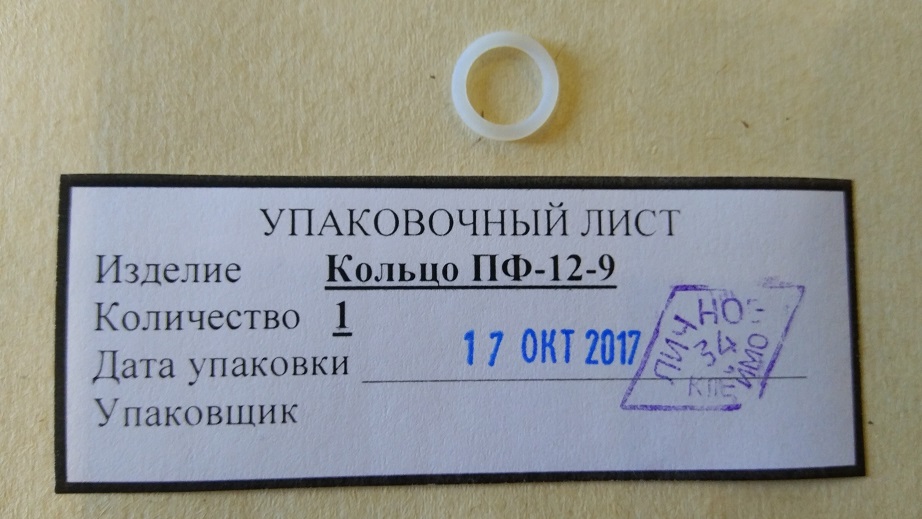 УПАКОВОЧНЫЙ ЛИСТ
Изделие Кольцо ПФ-12-9
Количество 1
Дата упаковки 17 ОКТ 2017
Упаковщик
ЛИЧНОЕ
34
КЛЕЙМО